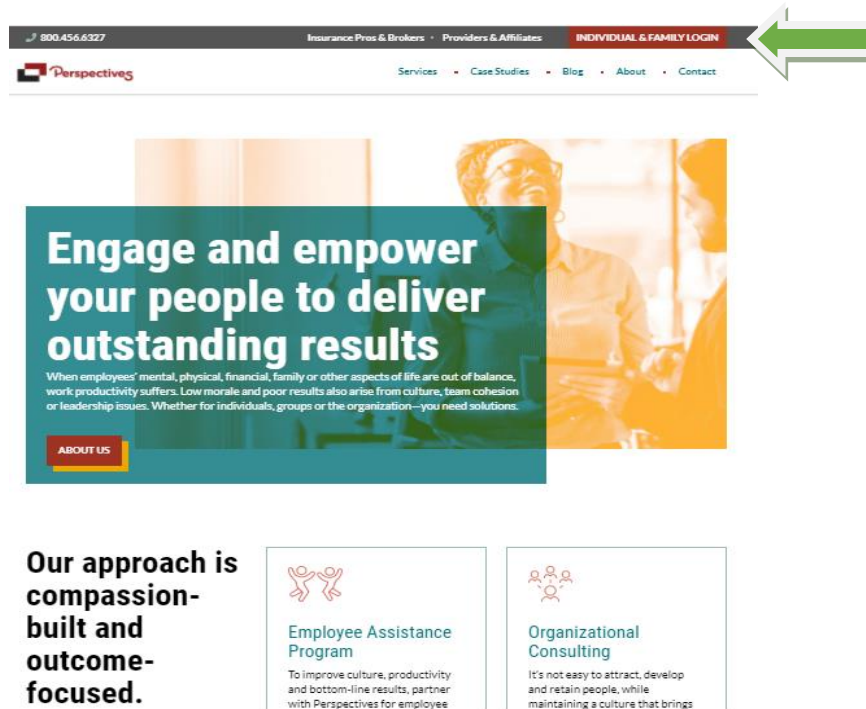 800.456.6327 Insurance Pros & Brokers · Providers & Affiliates INDIVIDUAL & FAMILY LOGIN
Perspectives Services Case Studies Blog About Contact
Engage and empower
your people to deliver
outstanding results
When employees' mental, physical, financial, family or other aspects of life are out of balance,
work productivity suffers. Low morale and poor results also arise from culture, team cohesion
or leadership issues. Whether for individuals, groups or the organization—you need solutions.
ABOUT US
Our approach is
compassion-
built and
outcome-
focused.
Employee Assistance
Program
To improve culture, productivity
and bottom-line results, partner
with Perspectives for employee
Organizational
Consulting
It's not easy to attract, develop
and retain people, while
maintaining a culture that brings